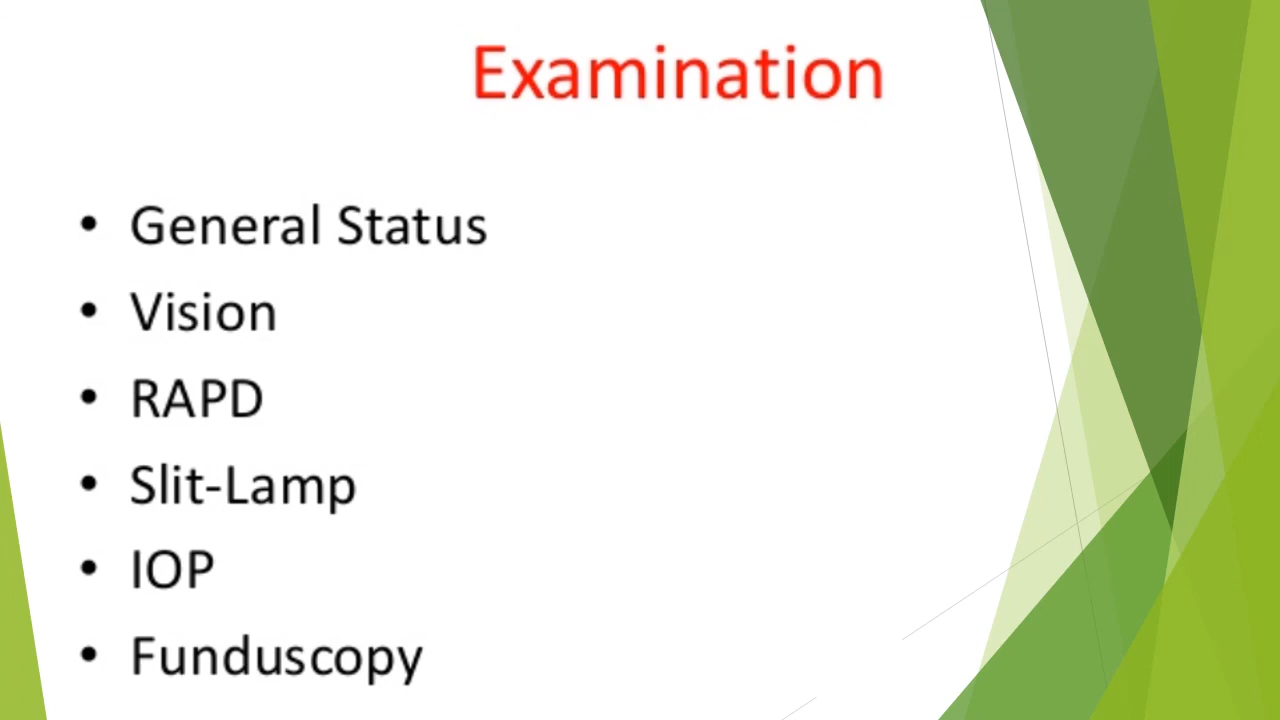 Examination
• General Status
• Vision
• RAPD
• Slit-Lamp
• IOP
• Funduscopy